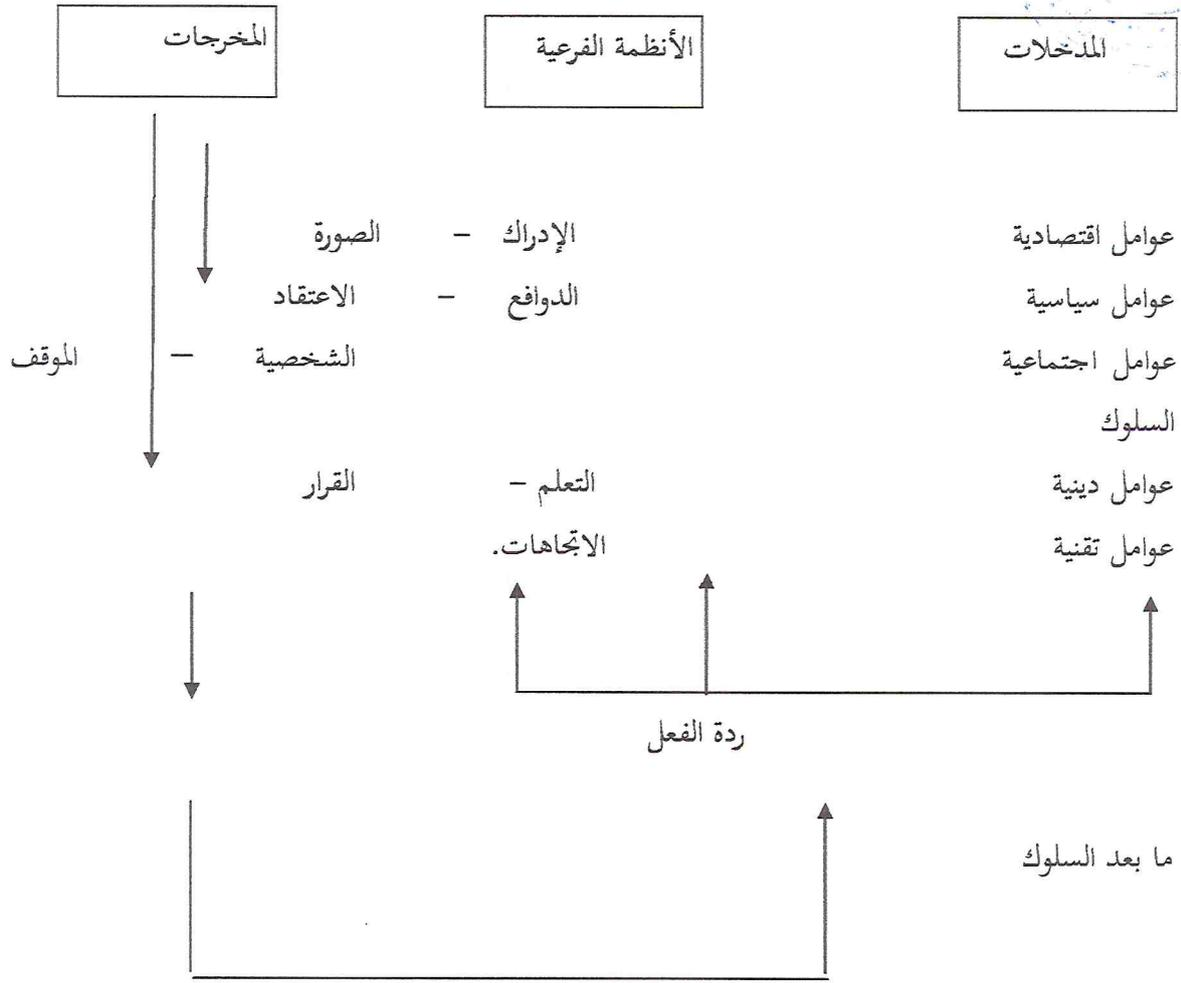 المدخلات الأنظمة الفرعية المخرجات
عوامل اقتصادية الإدراك – الصورة
عوامل سياسية الدوافع – الاعتقاد
عوامل اجتماعية الشخصية – الموقف
السلوك
عوامل دينية التعلم – القرار
عوامل تقنية الاتجاهات.
ردة الفعل
ما بعد السلوك